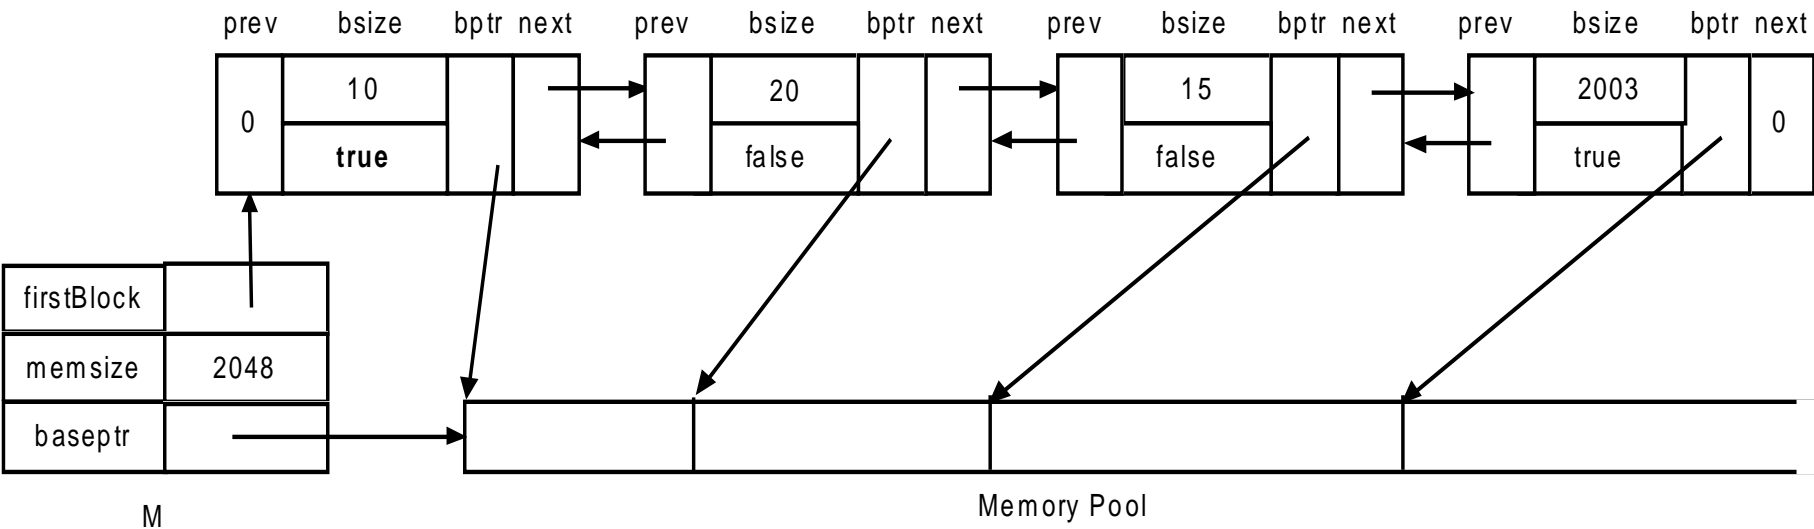 prev bsize bptr next prev bsize bptr next prev bsize bptr next prev bsize bptr next
10 20 15 2003
0 0
true false false true
firstBlock
memsize 2048
baseptr
Memory Pool
M